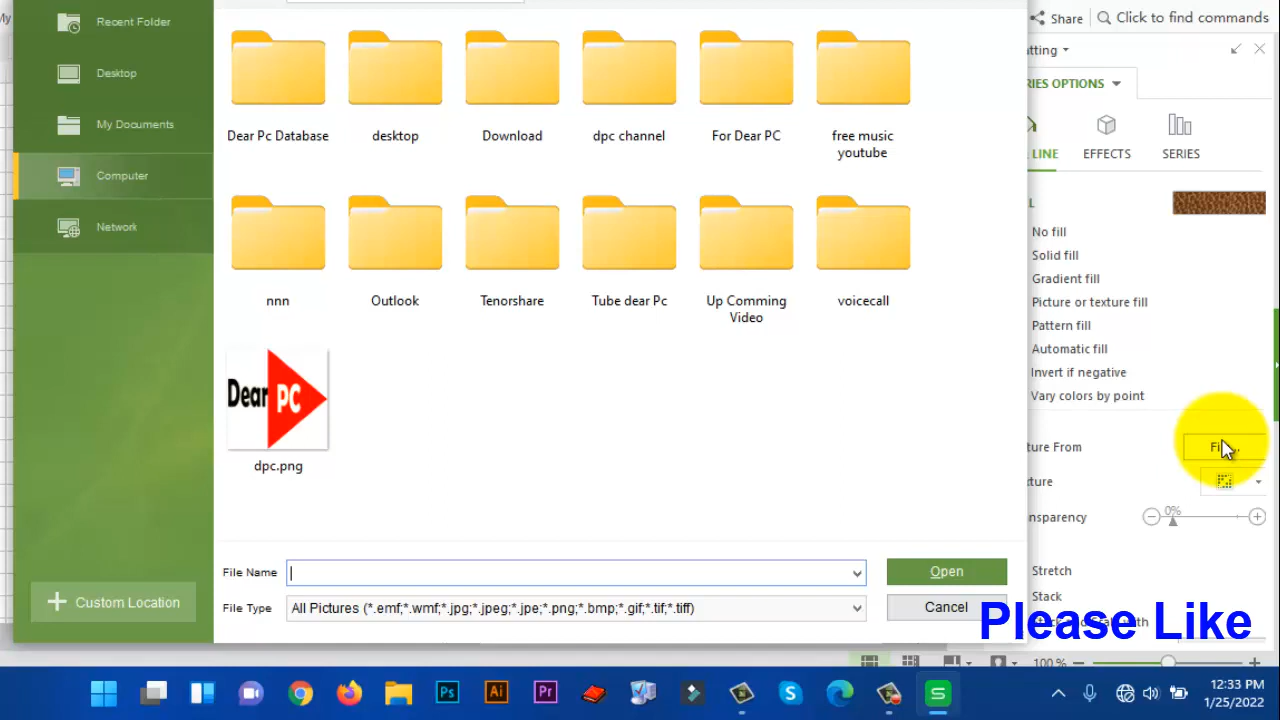 My
Recent Folder
Desktop
My Documents
Computer
Network
Custom Location
Dear Pc Database
desktop
Download
dpc channel
For Dear PC
free music
youtube
nnn
Outlook
Tenorshare
Tube dear Pc
Up Comming
Video
voicecall
Dear PC
dpc.png
File Name
Open
File Type
All Pictures (*.emf;*.wmf;*.jpg;*.jpeg;*.jpe;*.png;*.bmp;*.gif;*.tif;*.tiff)
Cancel
Share
Click to find commands
atting
RIES OPTIONS
LINE
EFFECTS
SERIES
L
No fill
Solid fill
Gradient fill
Picture or texture fill
Pattern fill
Automatic fill
Invert if negative
Vary colors by point
ture From
xture
nsparency
0%
Stretch
Stack
Please Like
100 %
Ps
Ai
Pr
S
S
12:33 PM
1/25/2022